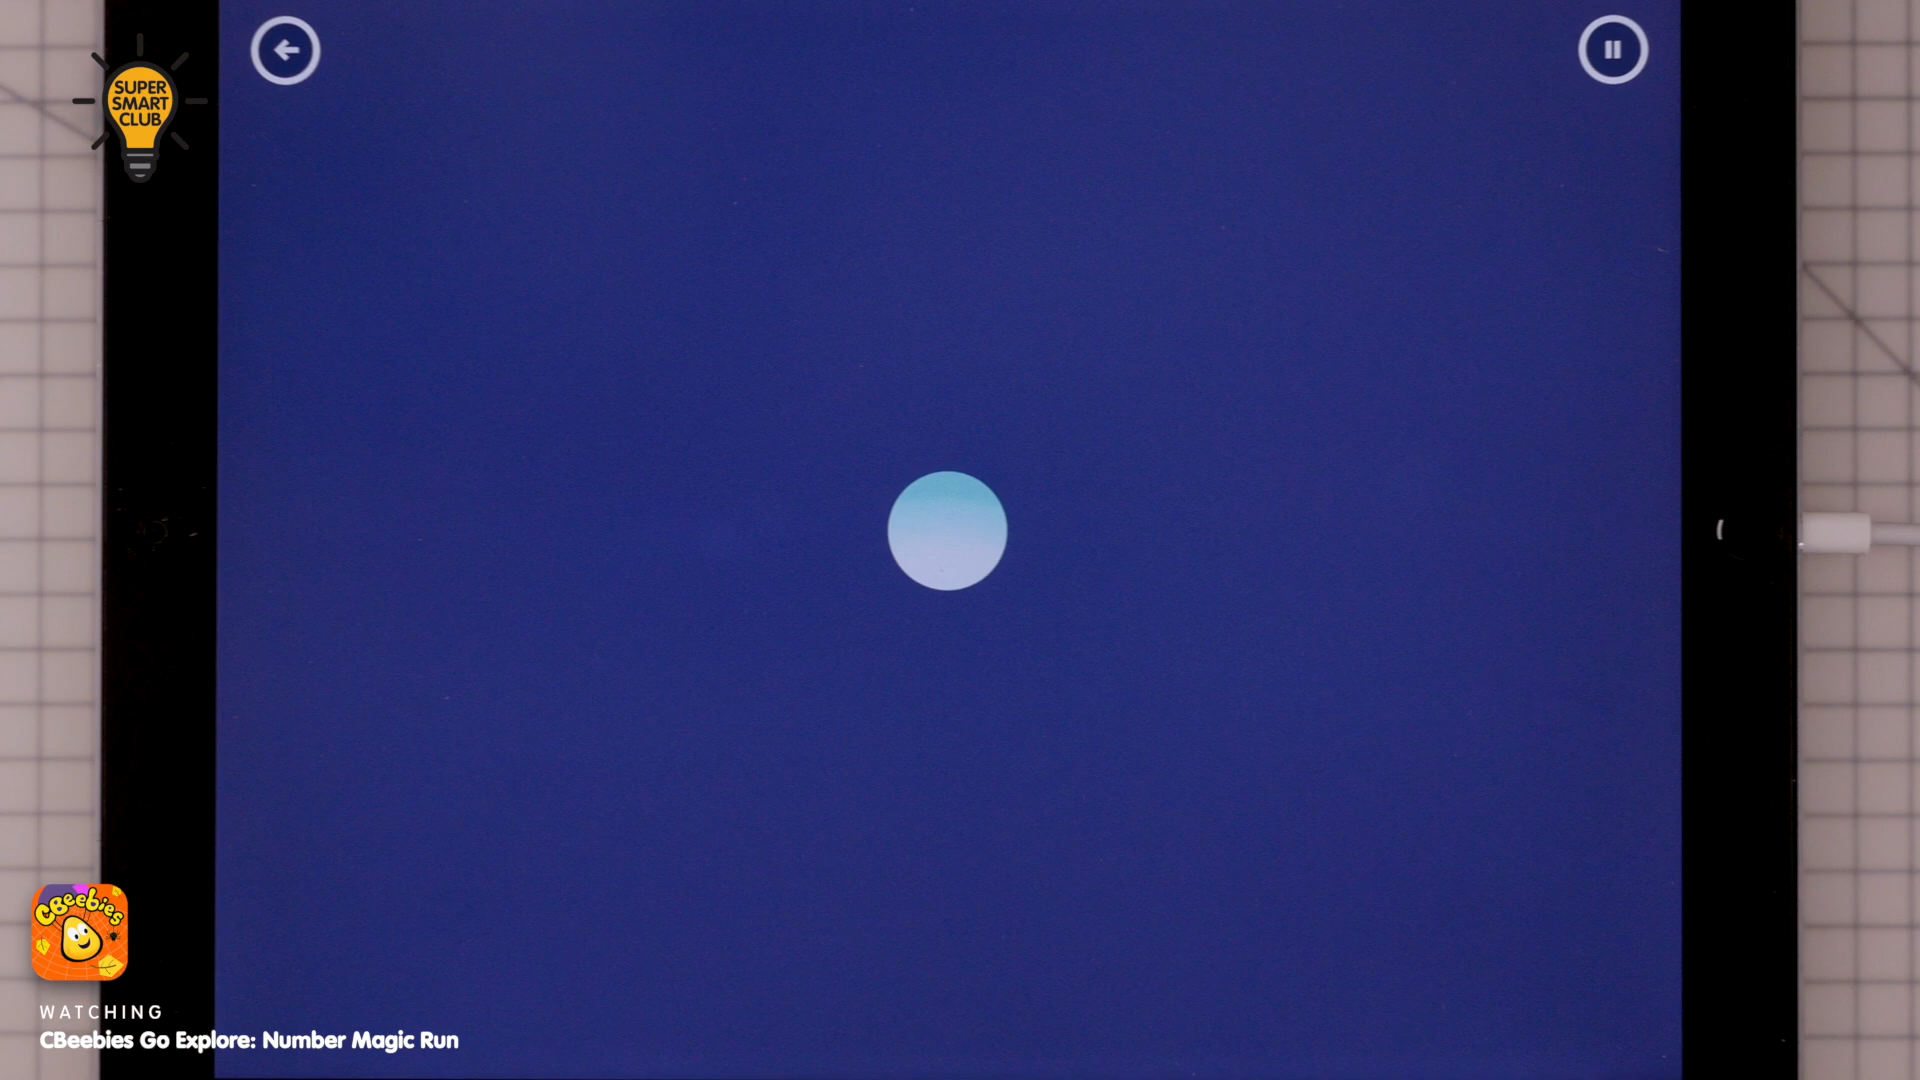 SUPER
SMART
CLUB
CBeebies
WATCHING
CBeebies Go Explore: Number Magic Run